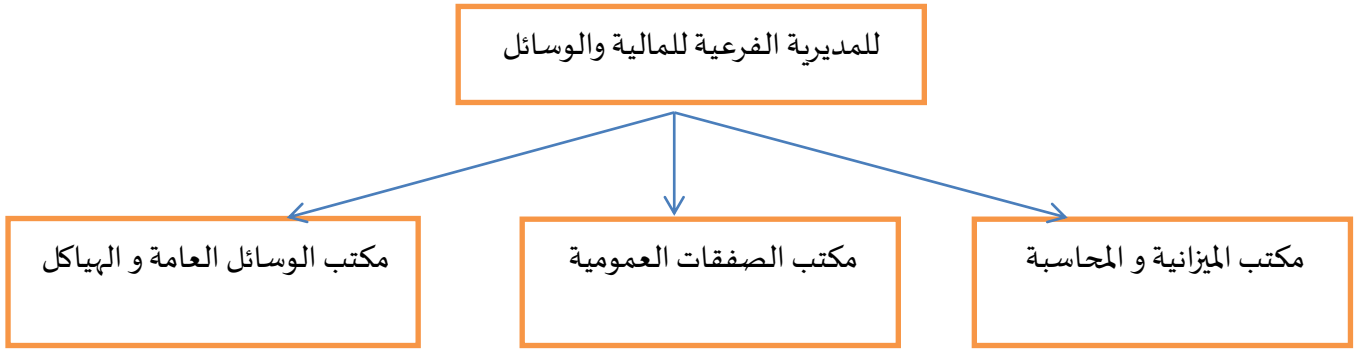 للمديرية الفرعية للمالية والوسائل
مكتب الميزانية و المحاسبة
مكتب الصفقات العمومية
مكتب الوسائل العامة و الهياكل